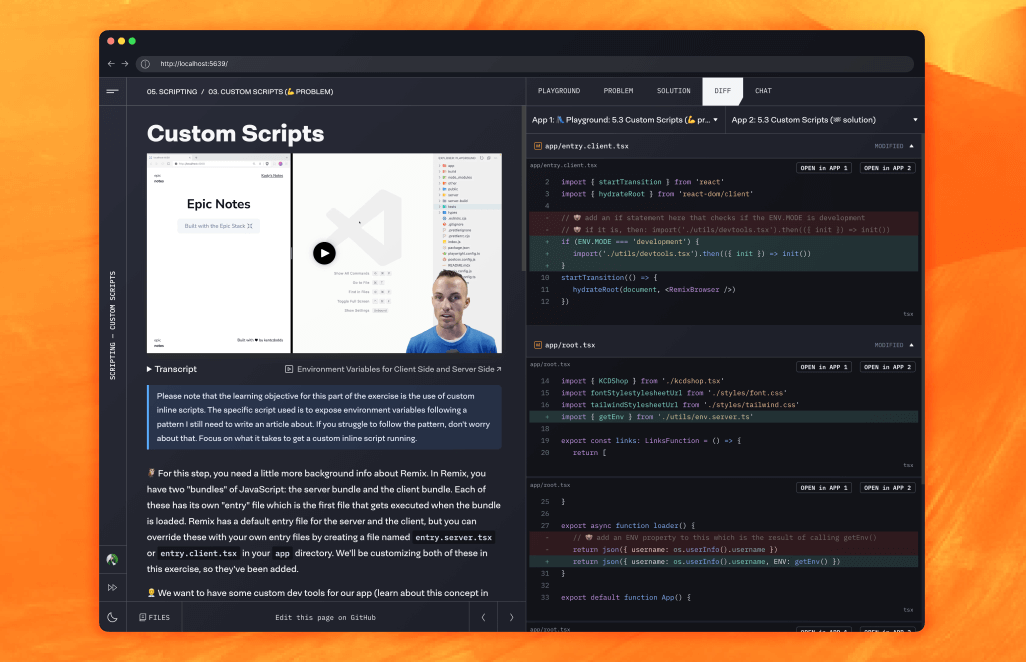 http://localhost:5639/
05. SCRIPTING / 03. CUSTOM SCRIPTS (💪 PROBLEM)
PLAYGROUND
PROBLEM
SOLUTION
DIFF
CHAT
SCRIPTING — CUSTOM SCRIPTS
Custom Scripts
Epic Notes
Built with the Epic Stack
Show All Commands
Go to File
Find in Files
Toggle Full Screen
Show Settings
Transcript
Environment Variables for Client Side and Server Side
Please note that the learning objective for this part of the exercise is the use of custom
inline scripts. The specific script used is to expose environment variables following a
pattern I still need to write an article about. If you struggle to follow the pattern, don't worry
about that. Focus on what it takes to get a custom inline script running.
For this step, you need a little more background info about Remix. In Remix, you
have two "bundles" of JavaScript: the server bundle and the client bundle. Each of
these has its own "entry" file which is the first file that gets executed when the bundle
is loaded. Remix has a default entry file for the server and the client, but you can
override these with your own entry files by creating a file named entry.server.tsx
or entry.client.tsx in your app directory. We'll be customizing both of these in
this exercise, so they've been added.
We want to have some custom dev tools for our app (learn about this concept in
FILES
Edit this page on GitHub
App 1: 🛝 Playground: 5.3 Custom Scripts (💪 pr...
App 2: 5.3 Custom Scripts (🏁 solution)
app/entry.client.tsx
MODIFIED
app/entry.client.tsx
OPEN in APP 1
OPEN in APP 2
2 import { startTransition } from 'react'
3 import { hydrateRoot } from 'react-dom/client'
4
- // 🐨 add an if statement here that checks if the ENV.MODE is development
- // 🐨 if it is, then: import('./utils/devtools.tsx').then(({ init }) => init())
+ if (ENV.MODE === 'development') {
+ import('./utils/devtools.tsx').then(({ init }) => init())
+ }
10 startTransition(() => {
11 hydrateRoot(document, <RemixBrowser />)
12 })
tsx
app/root.tsx
MODIFIED
app/root.tsx
OPEN in APP 1
OPEN in APP 2
14 import { KCDShop } from './kcdshop.tsx'
15 import fontStylestylesheetUrl from './styles/font.css'
16 import tailwindStylesheetUrl from './styles/tailwind.css'
+ import { getEnv } from './utils/env.server.ts'
18
19 export const links: LinksFunction = () => {
20 return [
tsx
app/root.tsx
OPEN in APP 1
OPEN in APP 2
25 }
26
27 export async function loader() {
- // 🐨 add an ENV property to this which is the result of calling getEnv()
- return json({ username: os.userInfo().username })
+ return json({ username: os.userInfo().username, ENV: getEnv() })
31 }
32
33 export default function App() {
tsx
app/root.tsx
OPEN in APP 1
OPEN in APP 2